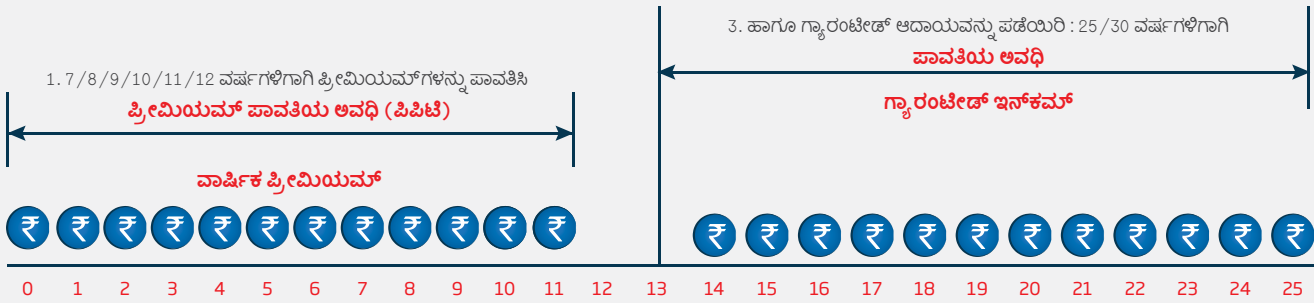 1. 7/8/9/10/11/12 ವರ್ಷಗಳಿಗಾಗಿ ಪ್ರೀಮಿಯಮ್‌ಗಳನ್ನು ಪಾವತಿಸಿ
ಪ್ರೀಮಿಯಮ್ ಪಾವತಿಯ ಅವಧಿ (ಪಿಪಿಟಿ)
ವಾರ್ಷಿಕ ಪ್ರೀಮಿಯಮ್
3. ಹಾಗೂ ಗ್ಯಾರಂಟೀಡ್ ಆದಾಯವನ್ನು ಪಡೆಯಿರಿ : 25/30 ವರ್ಷಗಳಿಗಾಗಿ
ಪಾವತಿಯ ಅವಧಿ
ಗ್ಯಾರಂಟೀಡ್ ಇನ್‌ಕಮ್
₹ ₹ ₹ ₹ ₹ ₹ ₹ ₹ ₹ ₹ ₹ ₹ ₹ ₹ ₹ ₹ ₹ ₹ ₹ ₹ ₹ ₹ ₹ ₹
0 1 2 3 4 5 6 7 8 9 10 11 12 13 14 15 16 17 18 19 20 21 22 23 24 25